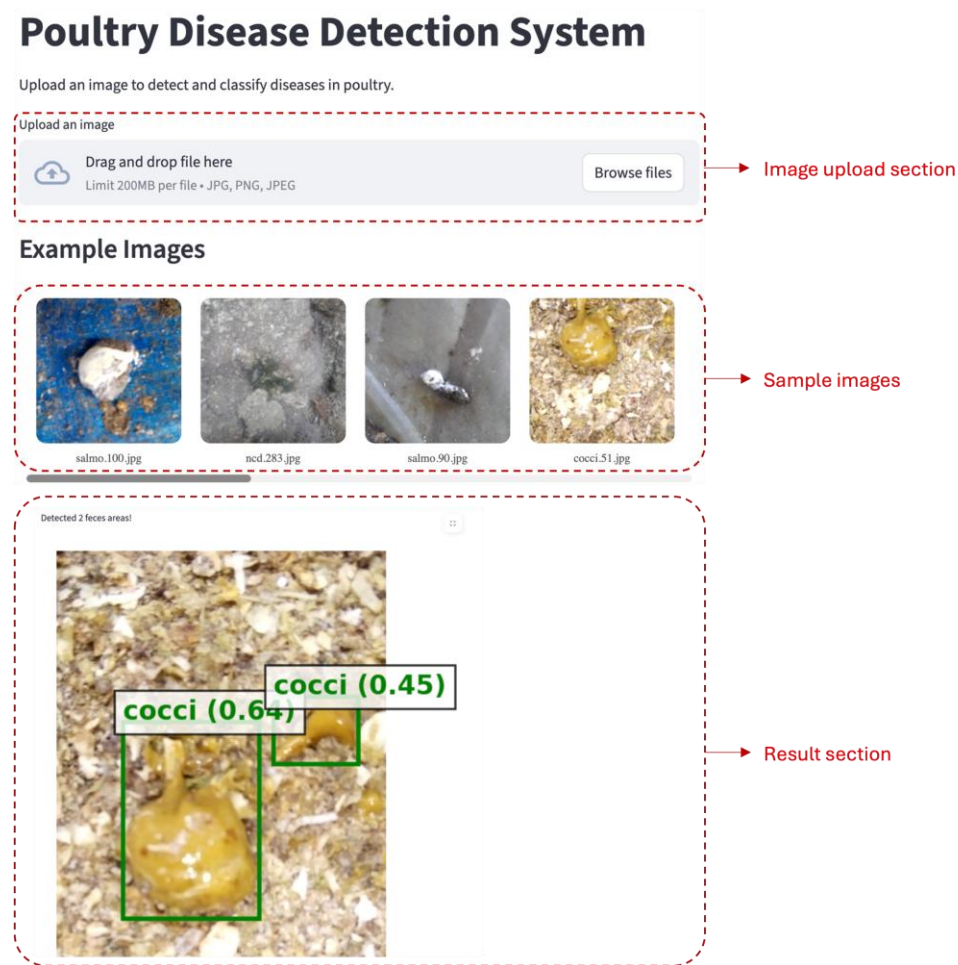 Poultry Disease Detection System
Upload an image to detect and classify diseases in poultry.
Upload an image
Drag and drop file here
Limit 200MB per file • JPG, PNG, JPEG
Browse files
Image upload section
Example Images
salmo.100.jpg
ncd.283.jpg
salmo.90.jpg
cocci.51.jpg
Sample images
Detected 2 feces areas!
cocci (0.45)
cocci (0.64)
Result section